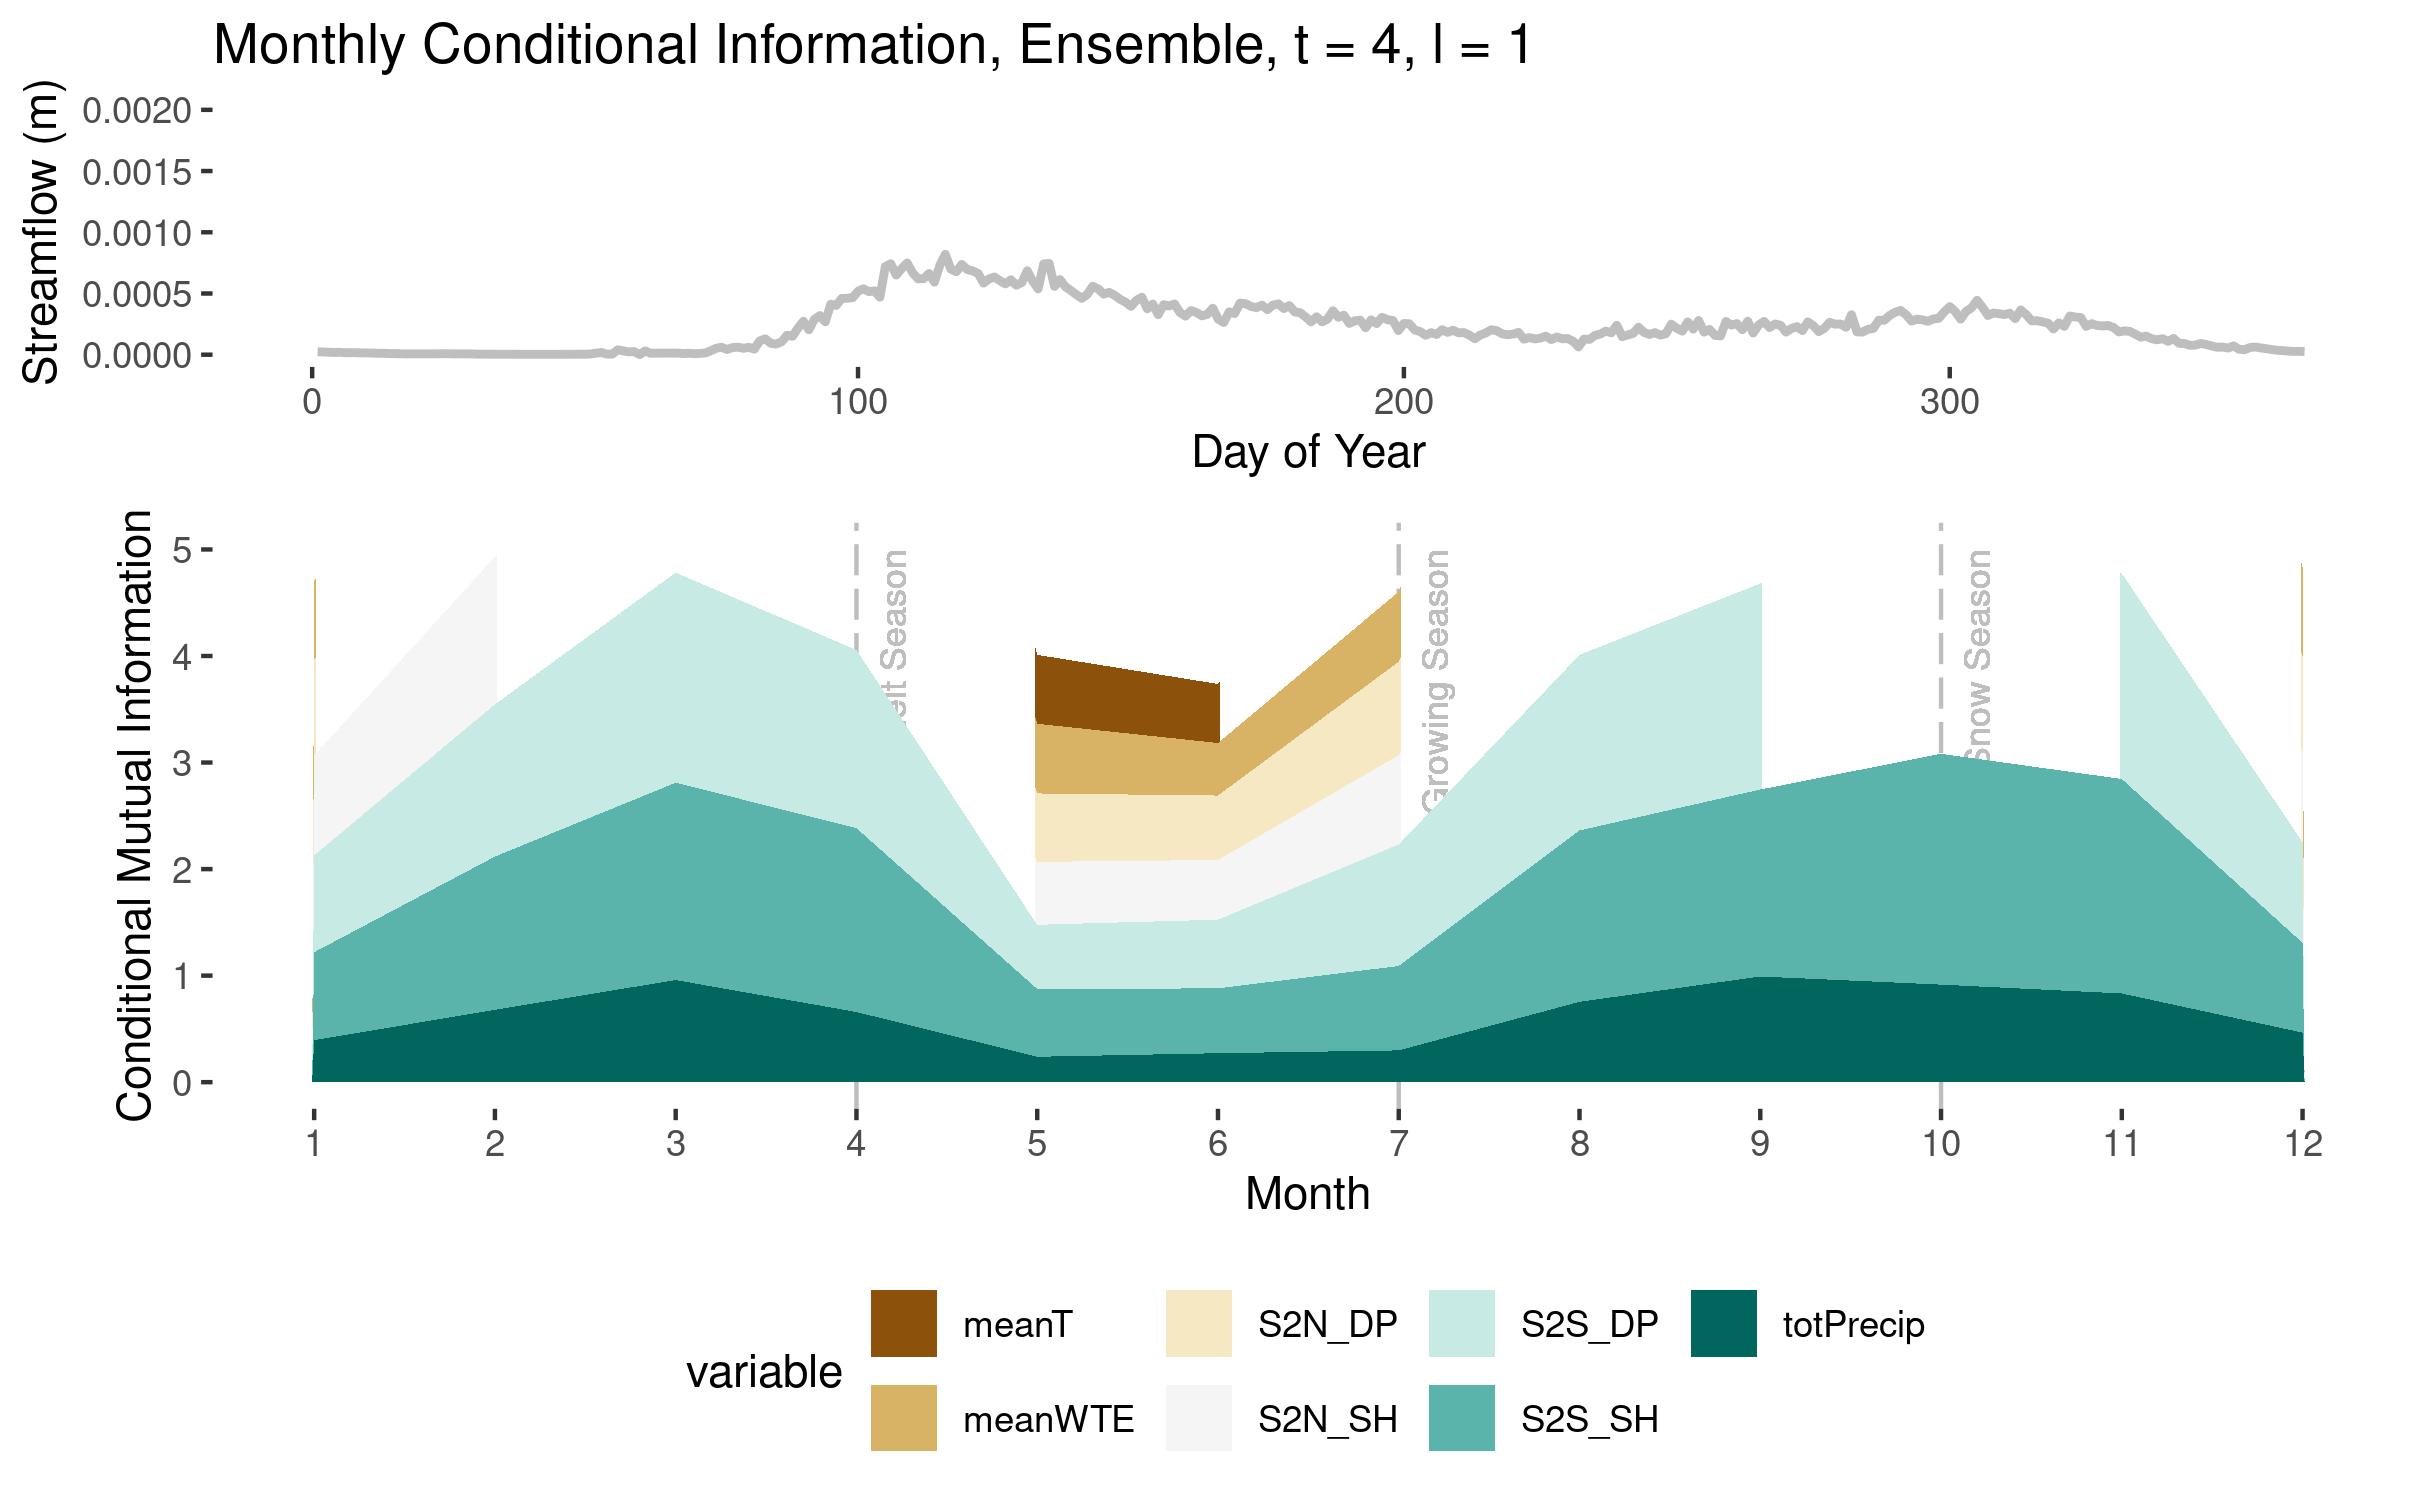 Monthly Conditional Information, Ensemble, t = 4, l = 1
Streamflow (m)
0.0020
0.0015
0.0010
0.0005
0.0000
0 100 200 300
Day of Year
Conditional Mutual Information
5
4
3
2
1
0
Season
Growing Season
Snow Season
1 2 3 4 5 6 7 8 9 10 11 12
Month
variable
meanT S2N_DP S2S_DP totPrecip
meanWTE S2N_SH S2S_SH